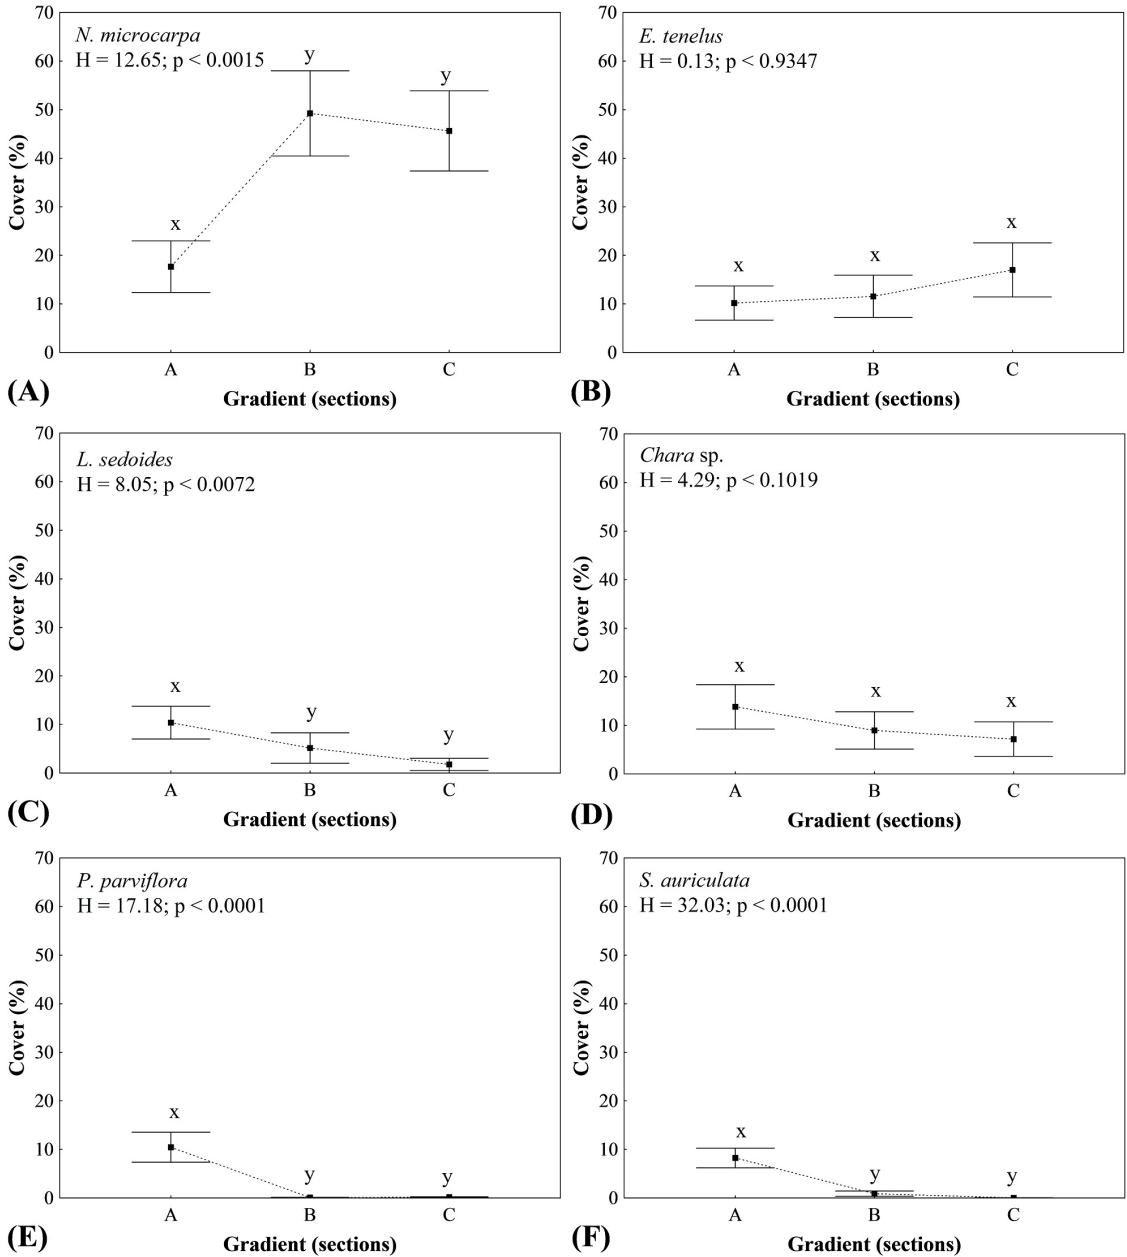 N. microcarpa
H = 12.65; p < 0.0015
70
60
50
40
30
20
10
0
Cover (%)
x
y
y
A B C
Gradient (sections)
(A)
E. tenelus
H = 0.13; p < 0.9347
70
60
50
40
30
20
10
0
Cover (%)
x
x
x
A B C
Gradient (sections)
(B)
L. sedoides
H = 8.05; p < 0.0072
70
60
50
40
30
20
10
0
Cover (%)
x
y
y
A B C
Gradient (sections)
(C)
Chara sp.
H = 4.29; p < 0.1019
70
60
50
40
30
20
10
0
Cover (%)
x
x
x
A B C
Gradient (sections)
(D)
P. parviflora
H = 17.18; p < 0.0001
70
60
50
40
30
20
10
0
Cover (%)
x
y
y
A B C
Gradient (sections)
(E)
S. auriculata
H = 32.03; p < 0.0001
70
60
50
40
30
20
10
0
Cover (%)
x
y
y
A B C
Gradient (sections)
(F)